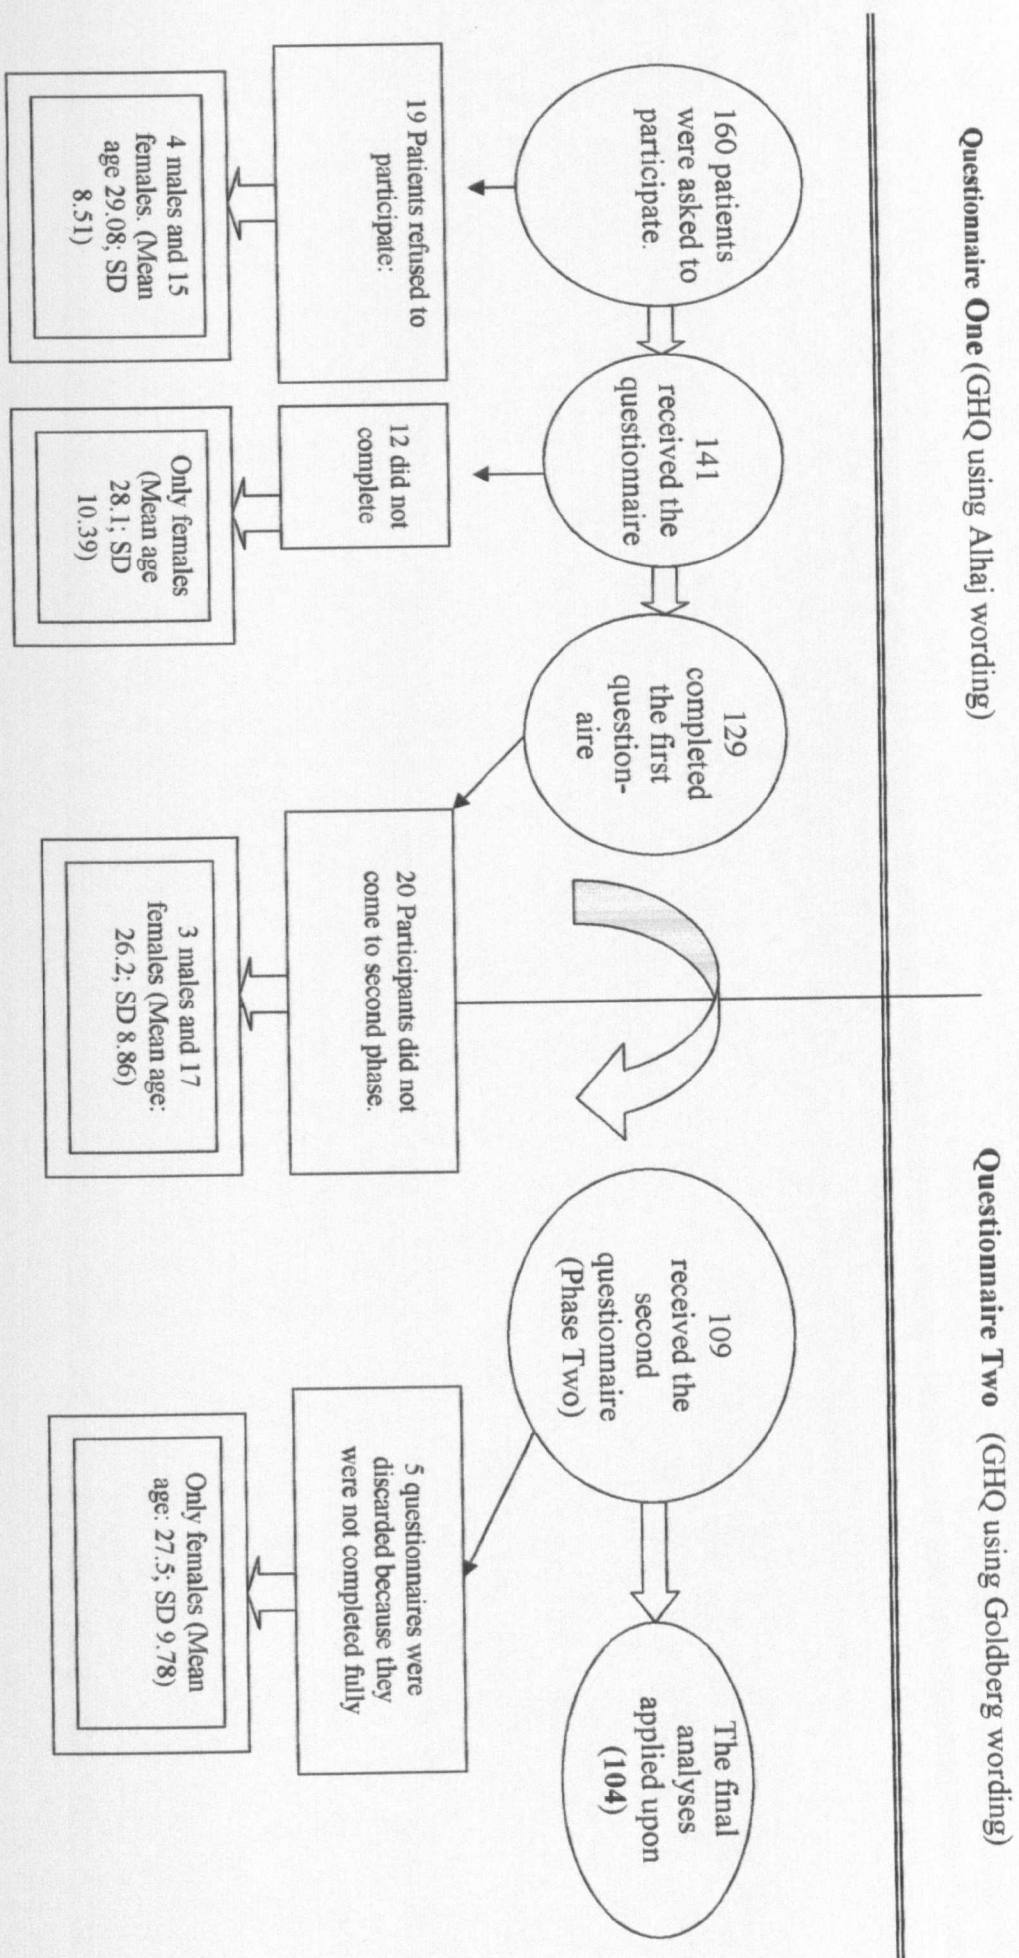 Questionnaire One (GHQ using Alhaj wording)
Questionnaire Two (GHQ using Goldberg wording)
160 patients
were asked to
participate.
141
received the
questionnaire
129
completed
the first
question-
aire
109
received the
second
questionnaire
(Phase Two)
The final
analyses
applied upon
(104)
19 Patients refused to
participate:
12 did not
complete
20 Participants did not
come to second phase.
5 questionnaires were
discarded because they
were not completed fully
4 males and 15
females. (Mean
age 29.08; SD
8.51)
Only females
(Mean age
28.1; SD
10.39)
3 males and 17
females (Mean age:
26.2; SD 8.86)
Only females (Mean
age: 27.5; SD 9.78)